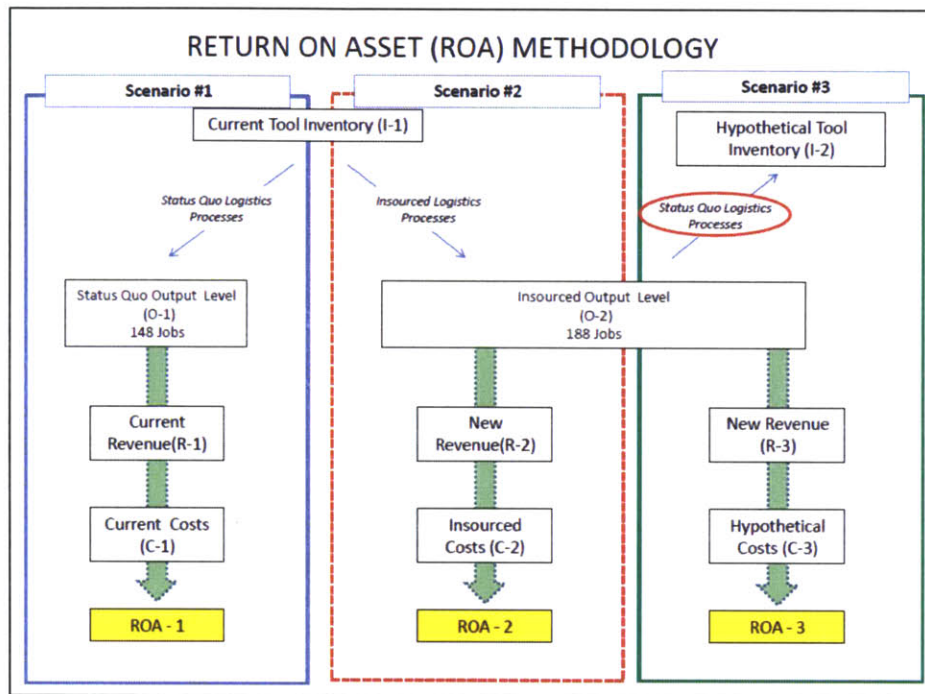 RETURN ON ASSET (ROA) METHODOLOGY
Scenario #1
Scenario #2
Scenario #3
Current Tool Inventory (I-1)
Hypothetical Tool
Inventory (I-2)
Status Quo Logistics
Processes
Insourced Logistics
Processes
Status Quo Logistics
Processes
Status Quo Output Level
(O-1)
148 Jobs
Insourced Output Level
(O-2)
188 Jobs
Current
Revenue(R-1)
New
Revenue(R-2)
New Revenue
(R-3)
Current Costs
(C-1)
Insourced
Costs (C-2)
Hypothetical
Costs (C-3)
ROA - 1
ROA - 2
ROA - 3